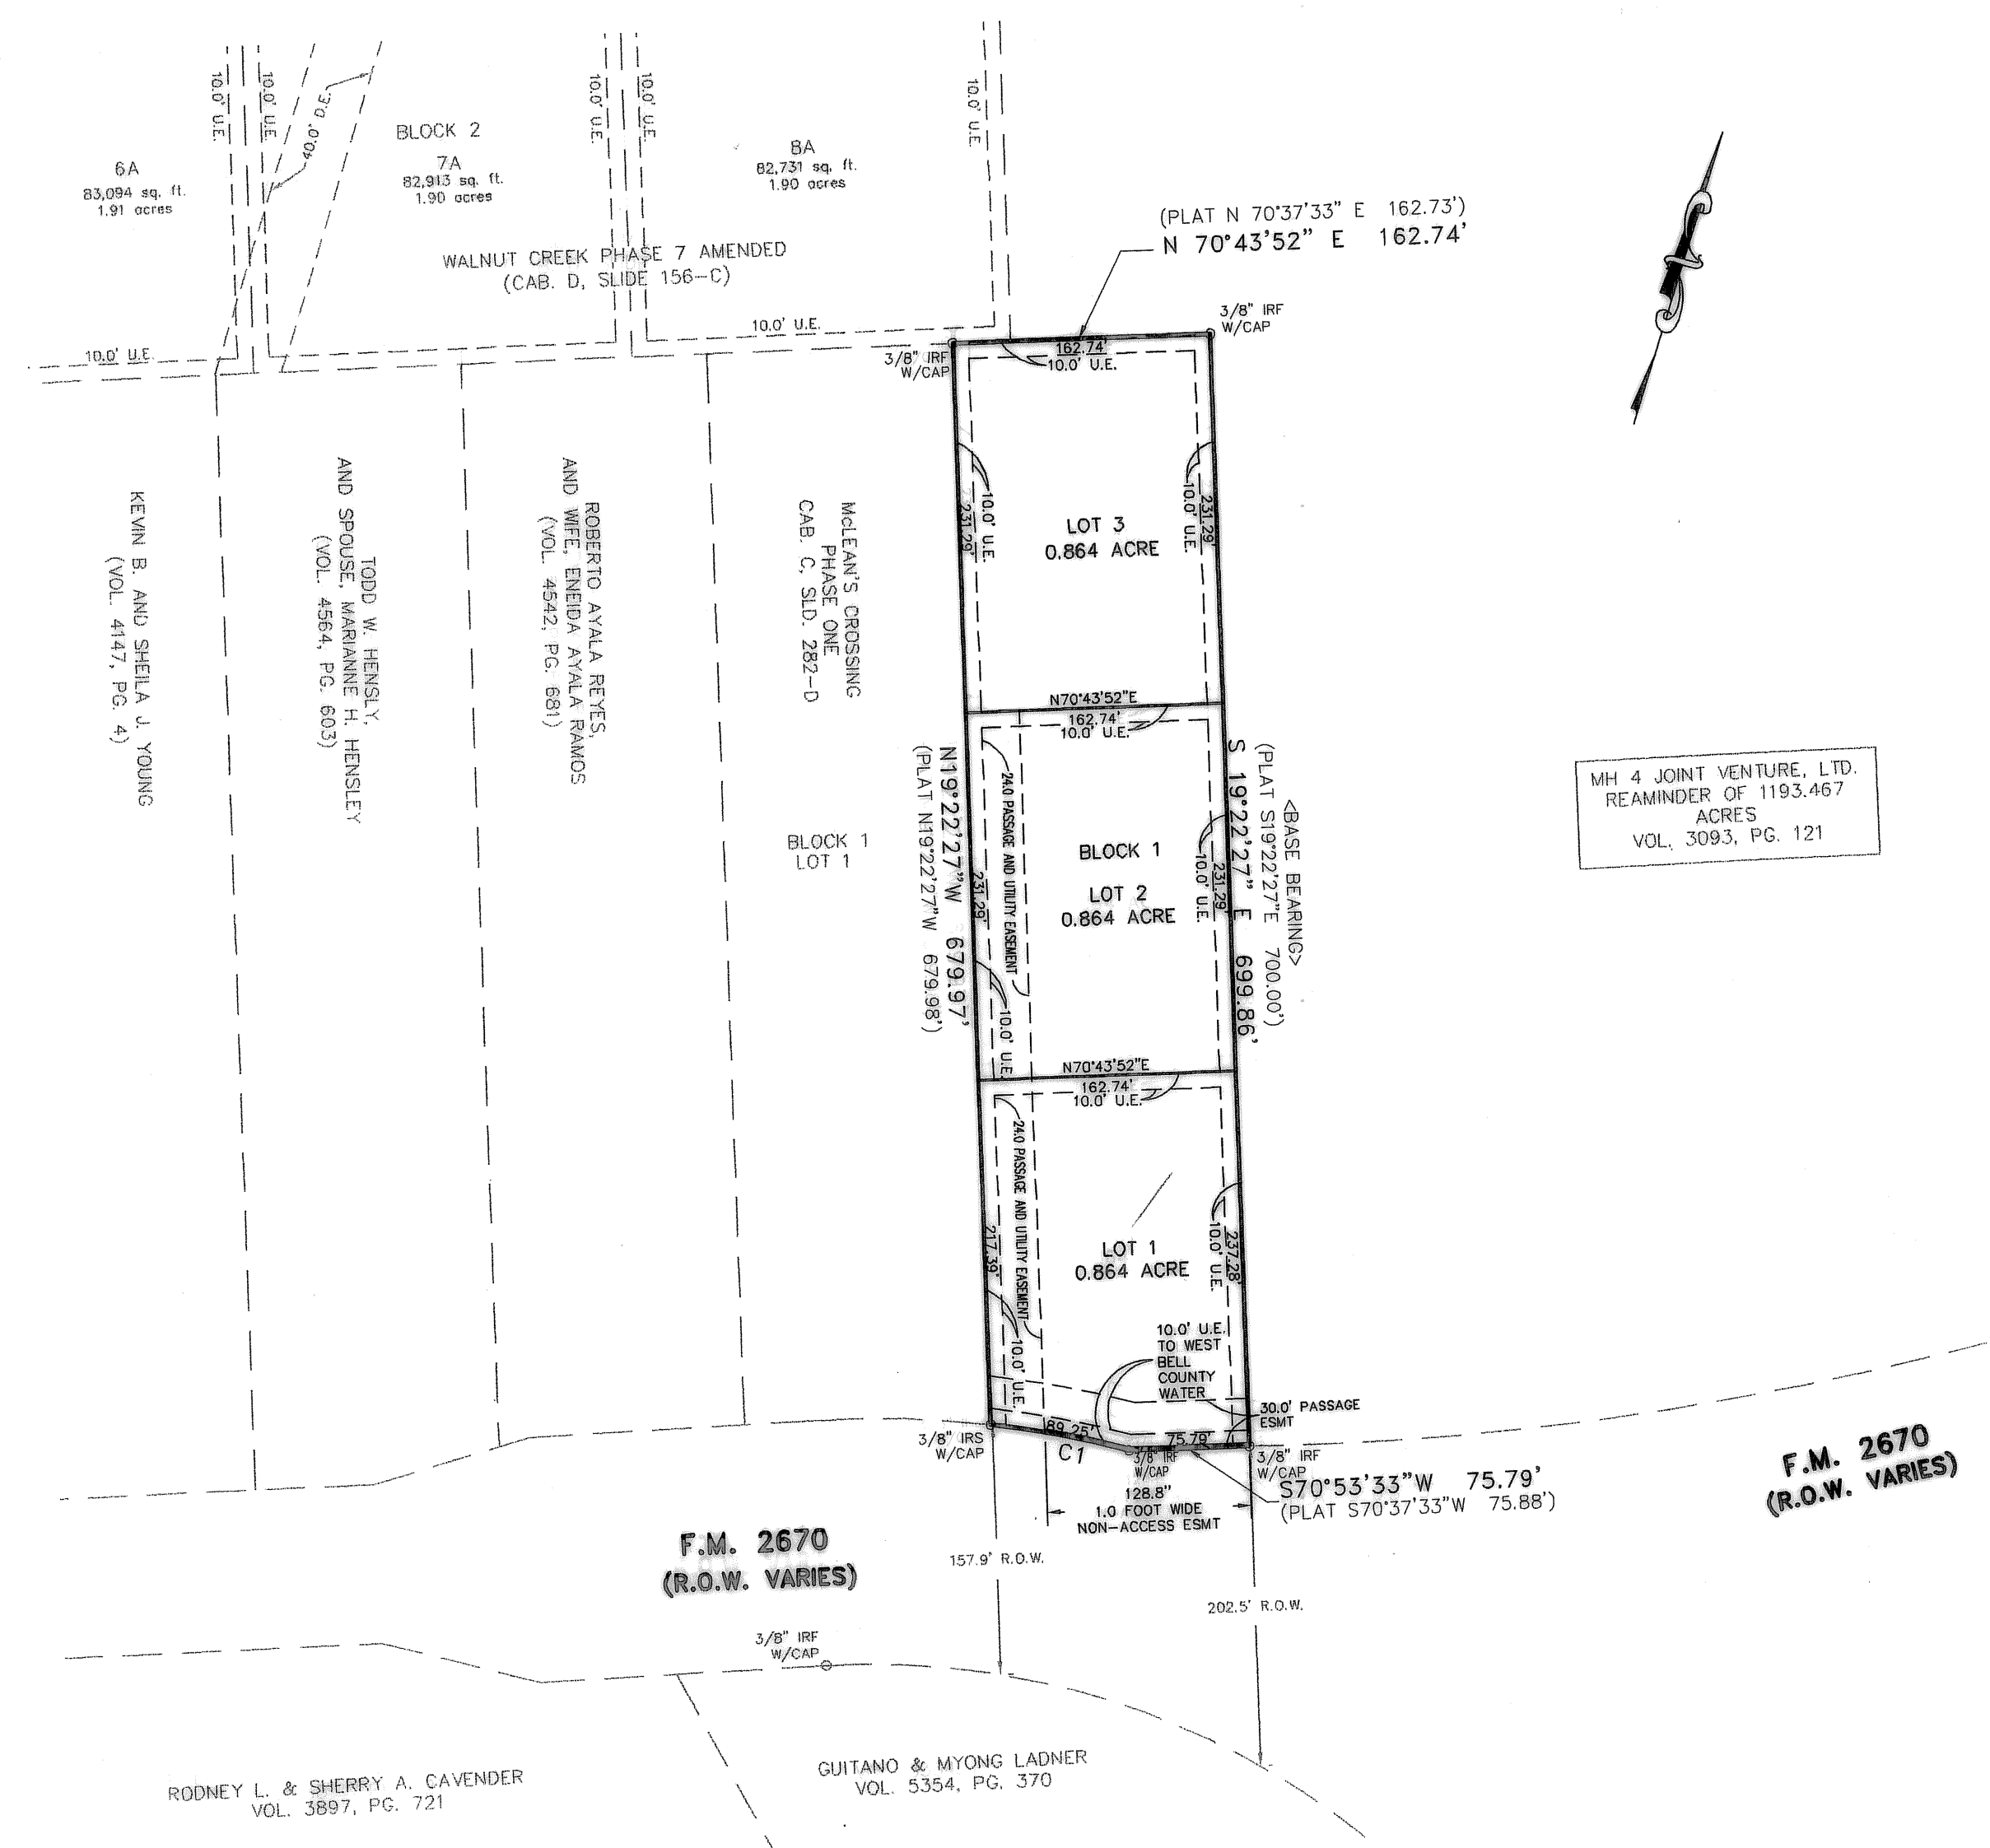 10.0' U.E.
10.0' U.E.
40.0' D.E.
10.0' U.E.
10.0' U.E.
10.0' U.E.
BLOCK 2
6A
83,094 sq. ft.
1.91 acres
7A
82,913 sq. ft.
1.90 acres
8A
82,731 sq. ft.
1.90 acres
WALNUT CREEK PHASE 7 AMENDED
(CAB. D, SLIDE 156-C)
(PLAT N 70°37'33" E 162.73')
N 70°43'52" E 162.74'
10.0' U.E.
10.0' U.E.
3/8" IRF
W/CAP
3/8" IRF
W/CAP
162.74'
10.0' U.E.
KEVIN B. AND SHEILA J. YOUNG
(VOL. 4147, PG. 4)
TODD W. HENSLY,
AND SPOUSE, MARIANNE H. HENSLEY
(VOL. 4564, PG. 603)
ROBERTO AYALA REYES,
AND WIFE, ENEIDA AYALA RAMOS
(VOL. 4542, PG. 681)
McLEAN'S CROSSING
PHASE ONE
CAB. C, SLD. 282-D
BLOCK 1
LOT 1
10.0' U.E.
231.29'
LOT 3
0.864 ACRE
231.29'
10.0' U.E.
N70°43'52"E
162.74'
10.0' U.E.
N19°22'27"W 679.97'
(PLAT N19°22'27"W 679.98')
24.0 PASSAGE AND UTILITY EASEMENT
231.29'
10.0' U.E.
BLOCK 1
LOT 2
0.864 ACRE
231.29'
10.0' U.E.
<BASE BEARING>
(PLAT S19°22'27"E 700.00')
S 19°22'27" E 699.86'
MH 4 JOINT VENTURE, LTD.
REAMINDER OF 1193.467
ACRES
VOL. 3093, PG. 121
N70°43'52"E
162.74'
10.0' U.E.
24.0 PASSAGE AND UTILITY EASEMENT
217.39'
10.0' U.E.
LOT 1
0.864 ACRE
237.28'
10.0' U.E.
10.0' U.E.
TO WEST
BELL
COUNTY
WATER
30.0' PASSAGE
ESMT
89.25'
C1
75.79'
3/8" IRS
W/CAP
3/8" IRF
W/CAP
3/8" IRF
W/CAP
S70°53'33"W 75.79'
(PLAT S70°37'33"W 75.88')
128.8"
1.0 FOOT WIDE
NON-ACCESS ESMT
F.M. 2670
(R.O.W. VARIES)
F.M. 2670
(R.O.W. VARIES)
157.9' R.O.W.
202.5' R.O.W.
3/8" IRF
W/CAP
RODNEY L. & SHERRY A. CAVENDER
VOL. 3897, PG. 721
GUITANO & MYONG LADNER
VOL. 5354, PG. 370